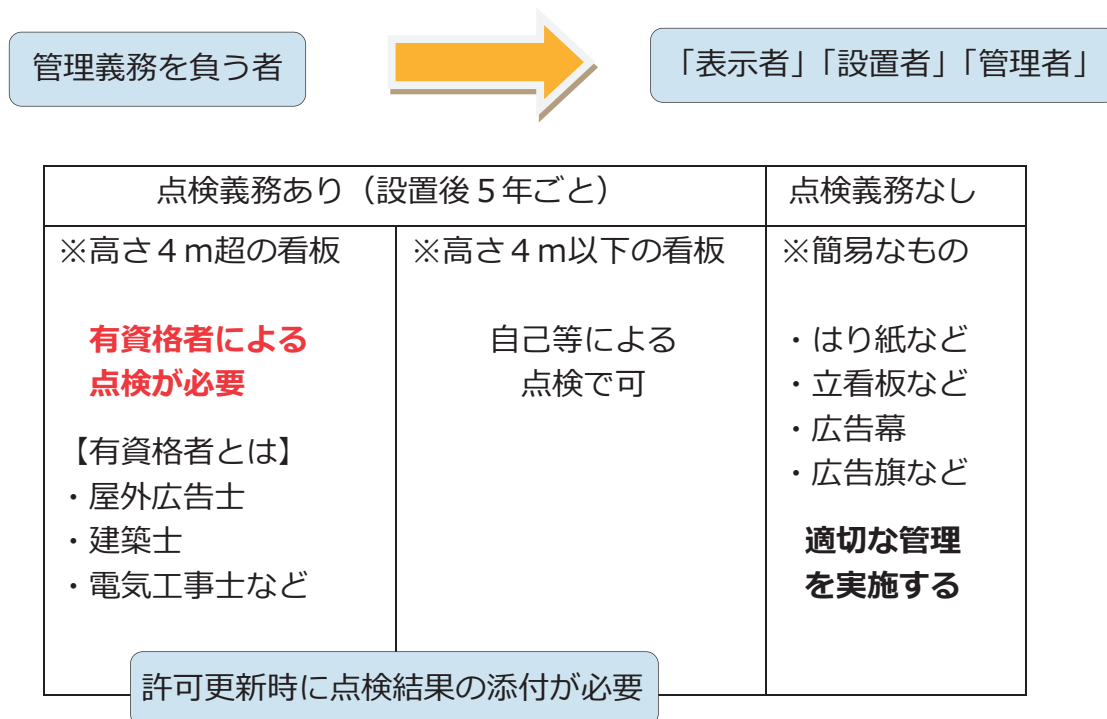 管理義務を負う者
「表示者」「設置者」「管理者」
点検義務あり（設置後５年ごと）
点検義務なし
※高さ４ｍ超の看板
有資格者による
点検が必要
【有資格者とは】
・屋外広告士
・建築士
・電気工事士など
※高さ４ｍ以下の看板
自己等による
点検で可
※簡易なもの
・はり紙など
・立看板など
・広告幕
・広告旗など
適切な管理
を実施する
許可更新時に点検結果の添付が必要